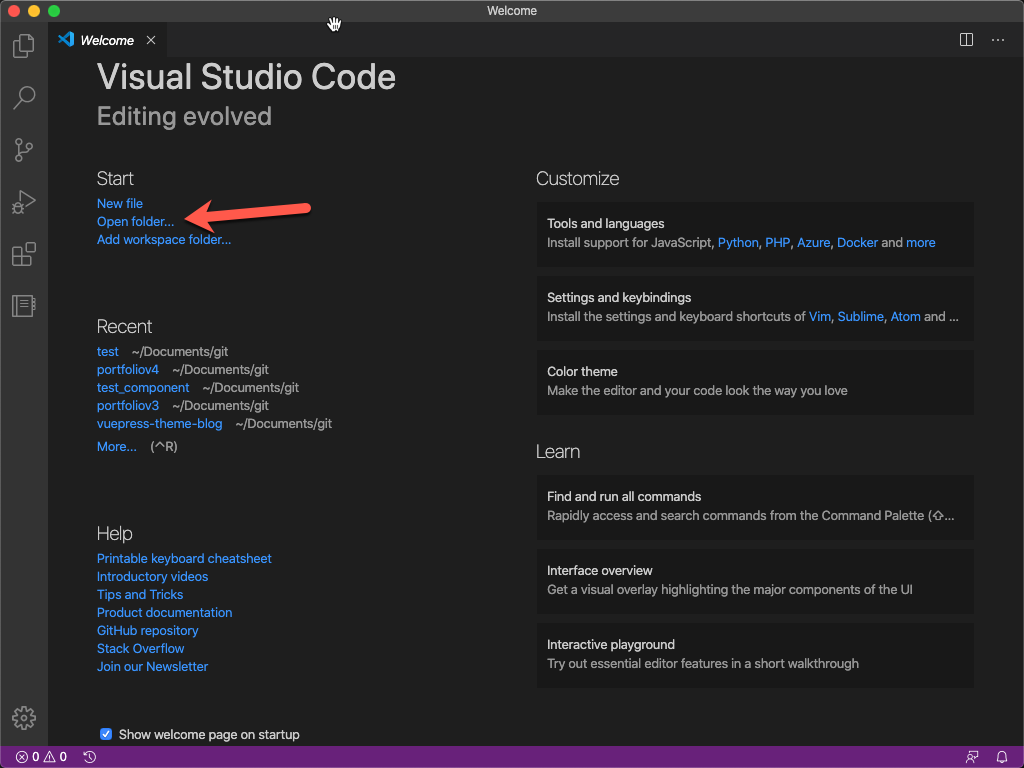 Welcome
Welcome
Visual Studio Code
Editing evolved
Start
New file
Open folder...
Add workspace folder...
Recent
test ~/Documents/git
portfoliov4 ~/Documents/git
test_component ~/Documents/git
portfoliov3 ~/Documents/git
vuepress-theme-blog ~/Documents/git
More... (^R)
Help
Printable keyboard cheatsheet
Introductory videos
Tips and Tricks
Product documentation
GitHub repository
Stack Overflow
Join our Newsletter
Show welcome page on startup
Customize
Tools and languages
Install support for JavaScript, Python, PHP, Azure, Docker and more
Settings and keybindings
Install the settings and keyboard shortcuts of Vim, Sublime, Atom and ...
Color theme
Make the editor and your code look the way you love
Learn
Find and run all commands
Rapidly access and search commands from the Command Palette (⇧...
Interface overview
Get a visual overlay highlighting the major components of the UI
Interactive playground
Try out essential editor features in a short walkthrough
0 0